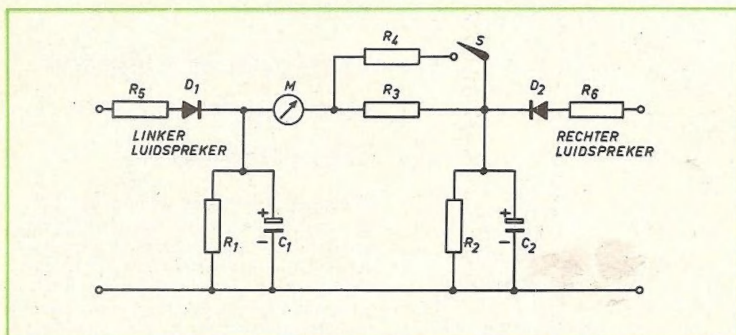 R4
S
R5
D1
M
R3
D2
R6
LINKER
LUIDSPREKER
RECHTER
LUIDSPREKER
R1
+
-
C1
R2
+
-
C2